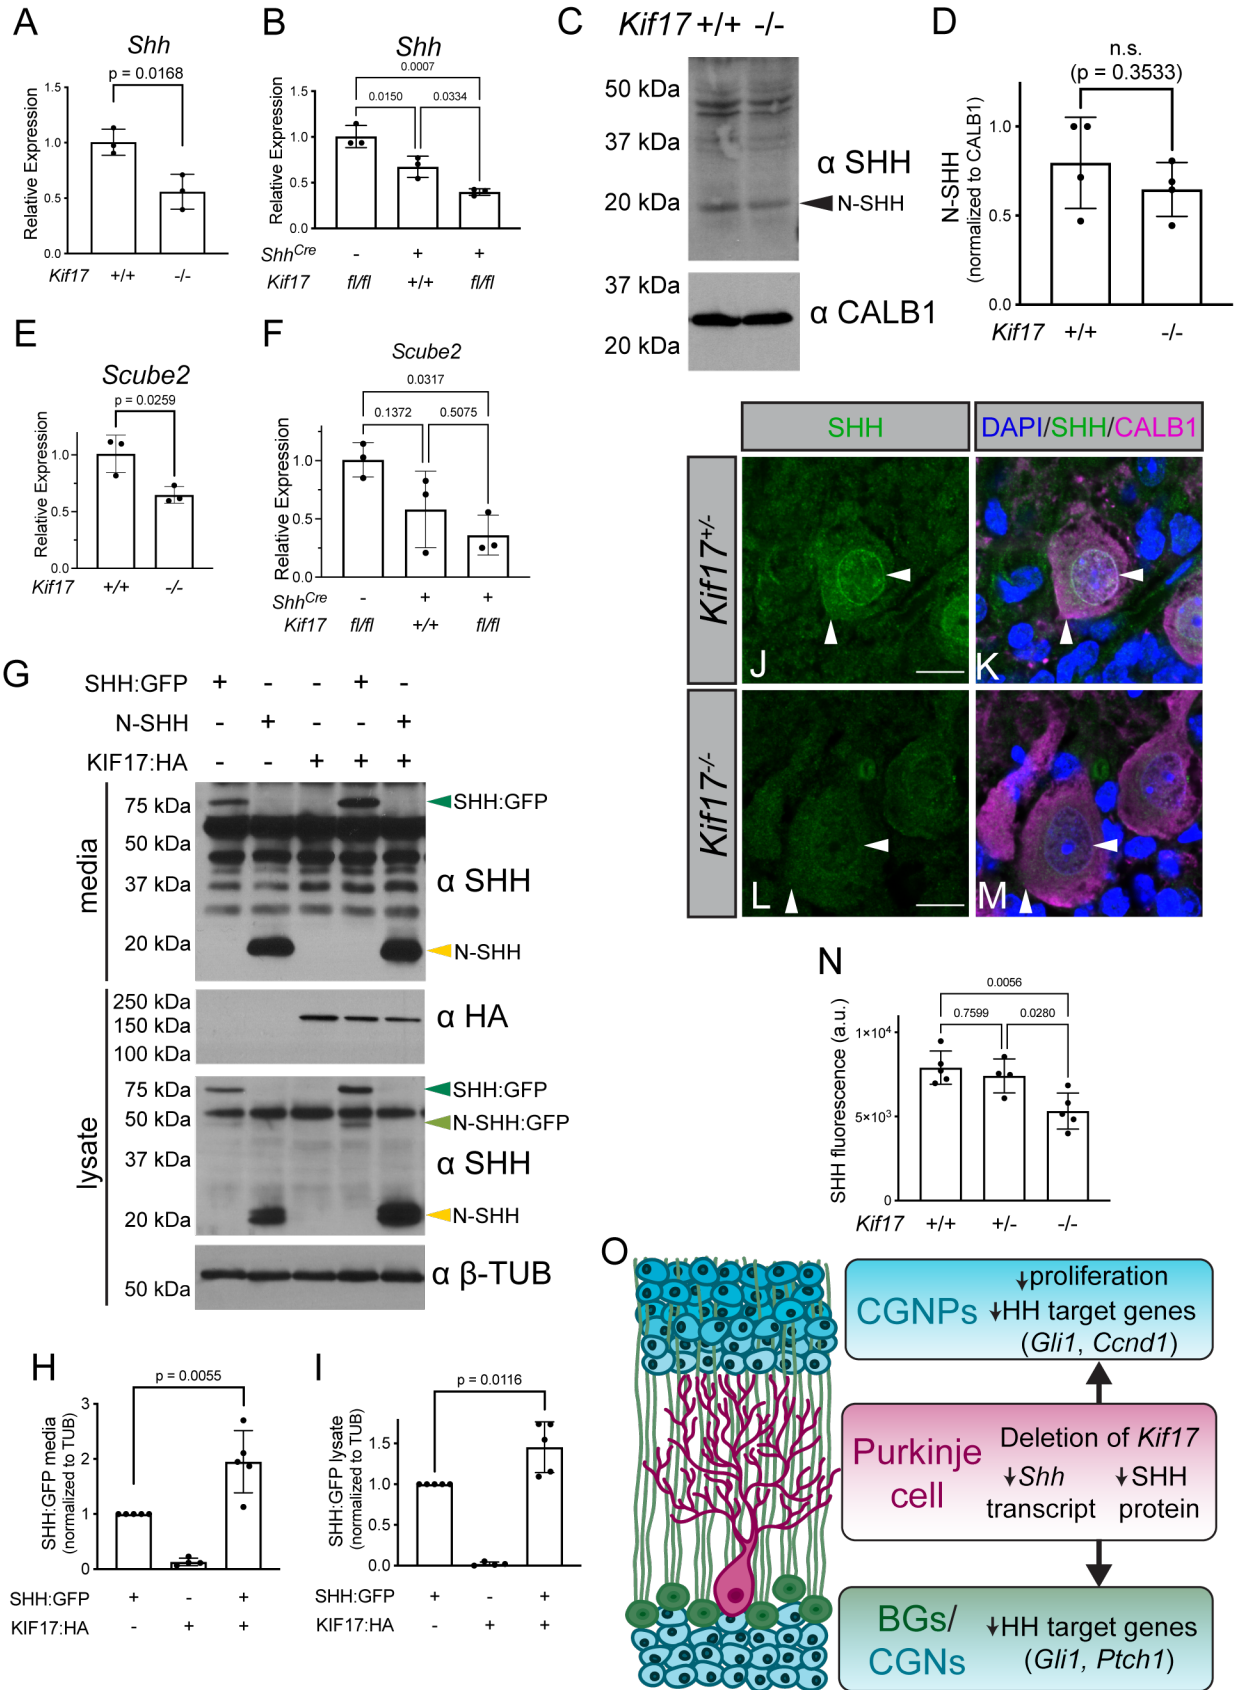 A
Shh
p = 0.0168
Relative Expression
1.5
1.0
0.5
0.0
Kif17 +/+ -/-
B
Shh
0.0007
0.0150 0.0334
Relative Expression
1.5
1.0
0.5
0.0
ShhCre - + +
Kif17 fl/fl +/+ fl/fl
C
Kif17 +/+ -/-
50 kDa
37 kDa
20 kDa
α SHH
N-SHH
37 kDa
20 kDa
α CALB1
D
n.s.
(p = 0.3533)
N-SHH
(normalized to CALB1)
1.0
0.5
0.0
Kif17 +/+ -/-
E
Scube2
p = 0.0259
Relative Expression
1.0
0.5
0.0
Kif17 +/+ -/-
F
Scube2
0.0317
0.1372 0.5075
Relative Expression
1.0
0.5
0.0
ShhCre - + +
Kif17 fl/fl +/+ fl/fl
G
SHH:GFP + - - + -
N-SHH - + - - +
KIF17:HA - - + + +
media
75 kDa
50 kDa
37 kDa
20 kDa
SHH:GFP
α SHH
N-SHH
lysate
250 kDa
150 kDa
100 kDa
α HA
75 kDa
50 kDa
37 kDa
20 kDa
SHH:GFP
N-SHH:GFP
α SHH
N-SHH
50 kDa
α β-TUB
H
p = 0.0055
SHH:GFP media
(normalized to TUB)
3
2
1
0
SHH:GFP + - +
KIF17:HA - + +
I
p = 0.0116
SHH:GFP lysate
(normalized to TUB)
1.5
1.0
0.5
0.0
SHH:GFP + - +
KIF17:HA - + +
SHH
DAPI/SHH/CALB1
Kif17+/-
J
K
Kif17-/-
L
M
N
0.0056
0.7599 0.0280
SHH fluorescence (a.u.)
1×10⁴
5×10³
0
Kif17 +/+ +/- -/-
O
CGNPs
↓proliferation
↓HH target genes
(Gli1, Ccnd1)
Purkinje
cell
Deletion of Kif17
↓Shh
transcript
↓SHH
protein
BGs/
CGNs
↓HH target genes
(Gli1, Ptch1)